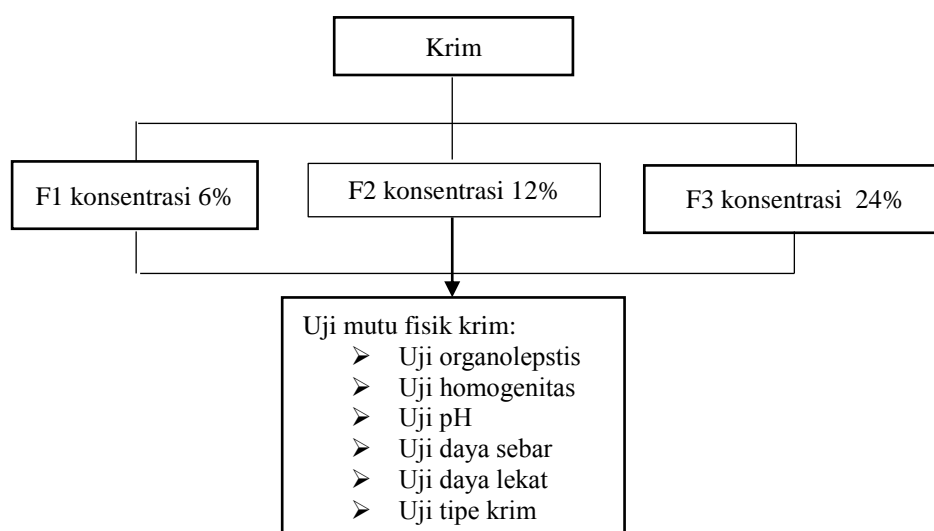 Krim
F1 konsentrasi 6%
F2 konsentrasi 12%
F3 konsentrasi 24%
Uji mutu fisik krim:
➢ Uji organolepstis
➢ Uji homogenitas
➢ Uji pH
➢ Uji daya sebar
➢ Uji daya lekat
➢ Uji tipe krim